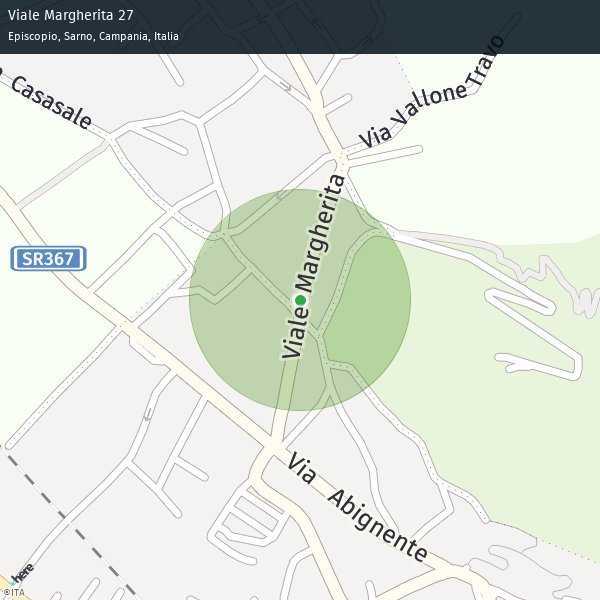 Viale Margherita 27
Episcopio, Sarno, Campania, Italia
Casasale
Via Vallone Travo
Viale Margherita
SR367
Via Abignente
here
©ITA